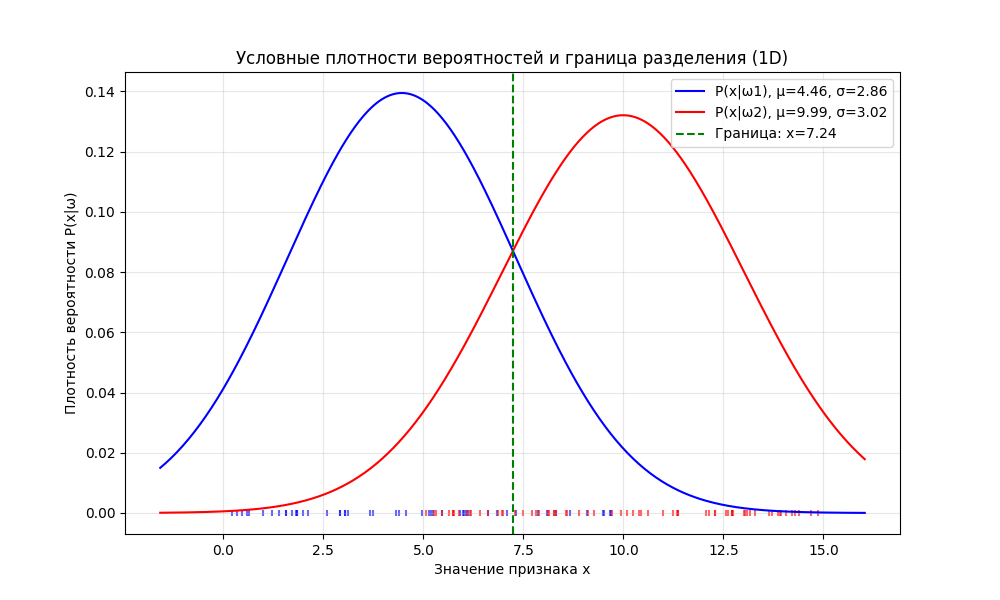 Условные плотности вероятностей и граница разделения (1D)
P(x|ω1), μ=4.46, σ=2.86
P(x|ω2), μ=9.99, σ=3.02
Граница: x=7.24
Плотность вероятности P(x|ω)
0.14
0.12
0.10
0.08
0.06
0.04
0.02
0.00
0.0 2.5 5.0 7.5 10.0 12.5 15.0
Значение признака x